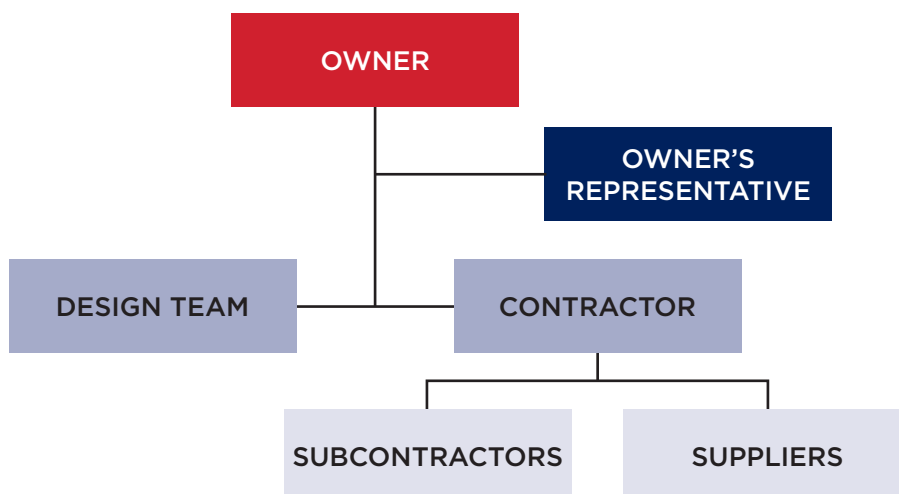 OWNER
OWNER’S
REPRESENTATIVE
DESIGN TEAM
CONTRACTOR
SUBCONTRACTORS
SUPPLIERS